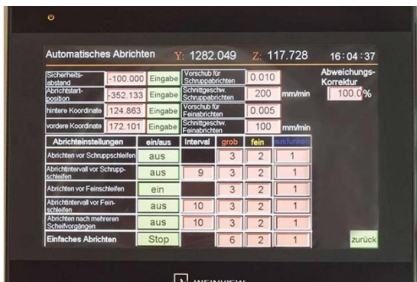 Automatisches Abrichten Y: 1282.049 Z: 117.728 16:04:37
Sicherheits-
abstand -100.000 Eingabe Vorschub für
Schruppabrichten 0.010 Abweichungs-
Korrektur
Abrichtstart-
position -352.133 Eingabe Schnittgeschw.
Schruppabrichten 200 mm/min 100.0 %
hintere Koordinate 124.863 Eingabe Vorschub für
Feinabrichten 0.005
vordere Koordinate 172.101 Eingabe Schnittgeschw.
Feinabrichten 100 mm/min
Abrichteinstellungen ein/aus Interval grob fein ausfunken
Abrichten vor Schruppschleifen aus 3 2 1
Abrichtintervall vor Schrupp-
schleifen aus 9 3 2 1
Abrichten vor Feinschleifen ein 3 2 1
Abrichtintervall vor Fein-
schleifen aus 10 3 2 1
Abrichten nach mehreren
Scheifvorgängen aus 10 3 2 1
Einfaches Abrichten Stop 6 2 1 zurück
WEINVIEW